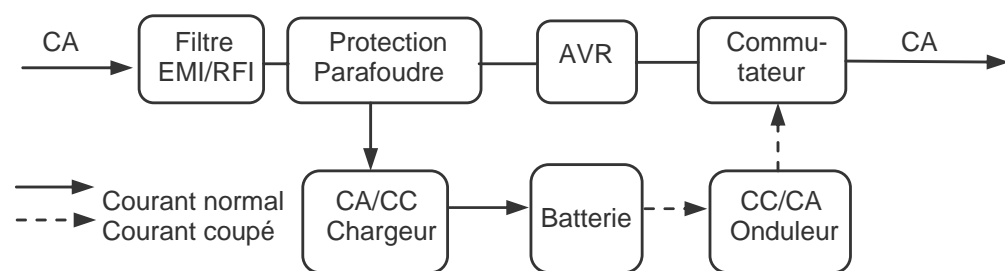 CA
Filtre
EMI/RFI
Protection
Parafoudre
AVR
Commu-
tateur
CA
Courant normal
Courant coupé
CA/CC
Chargeur
Batterie
CC/CA
Onduleur